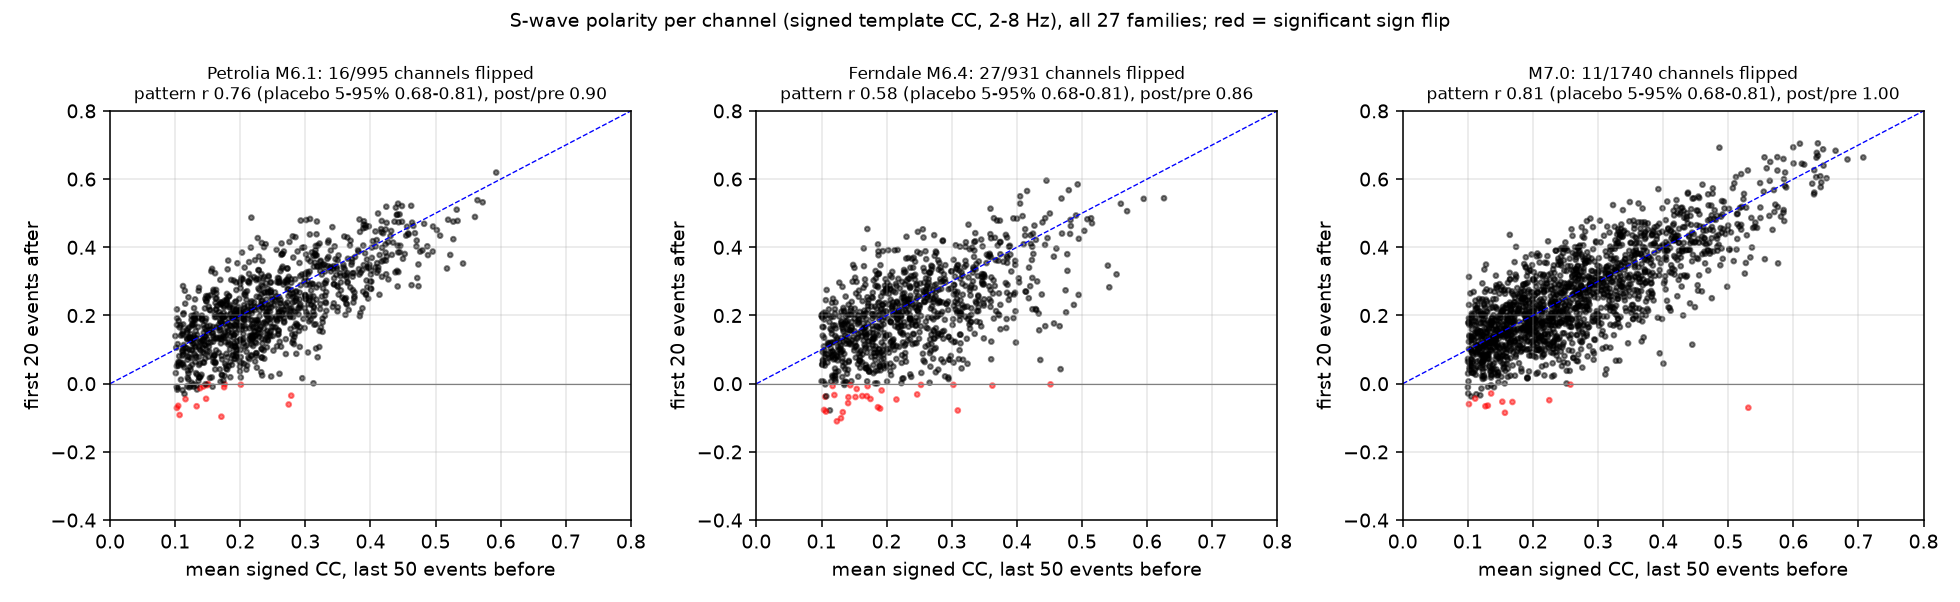 S-wave polarity per channel (signed template CC, 2-8 Hz), all 27 families; red = significant sign flip
Petrolia M6.1: 16/995 channels flipped
pattern r 0.76 (placebo 5-95% 0.68-0.81), post/pre 0.90
0.8
0.6
0.4
0.2
0.0
−0.2
−0.4
first 20 events after
0.0 0.1 0.2 0.3 0.4 0.5 0.6 0.7 0.8
mean signed CC, last 50 events before
Ferndale M6.4: 27/931 channels flipped
pattern r 0.58 (placebo 5-95% 0.68-0.81), post/pre 0.86
0.8
0.6
0.4
0.2
0.0
−0.2
−0.4
first 20 events after
0.0 0.1 0.2 0.3 0.4 0.5 0.6 0.7 0.8
mean signed CC, last 50 events before
M7.0: 11/1740 channels flipped
pattern r 0.81 (placebo 5-95% 0.68-0.81), post/pre 1.00
0.8
0.6
0.4
0.2
0.0
−0.2
−0.4
first 20 events after
0.0 0.1 0.2 0.3 0.4 0.5 0.6 0.7 0.8
mean signed CC, last 50 events before